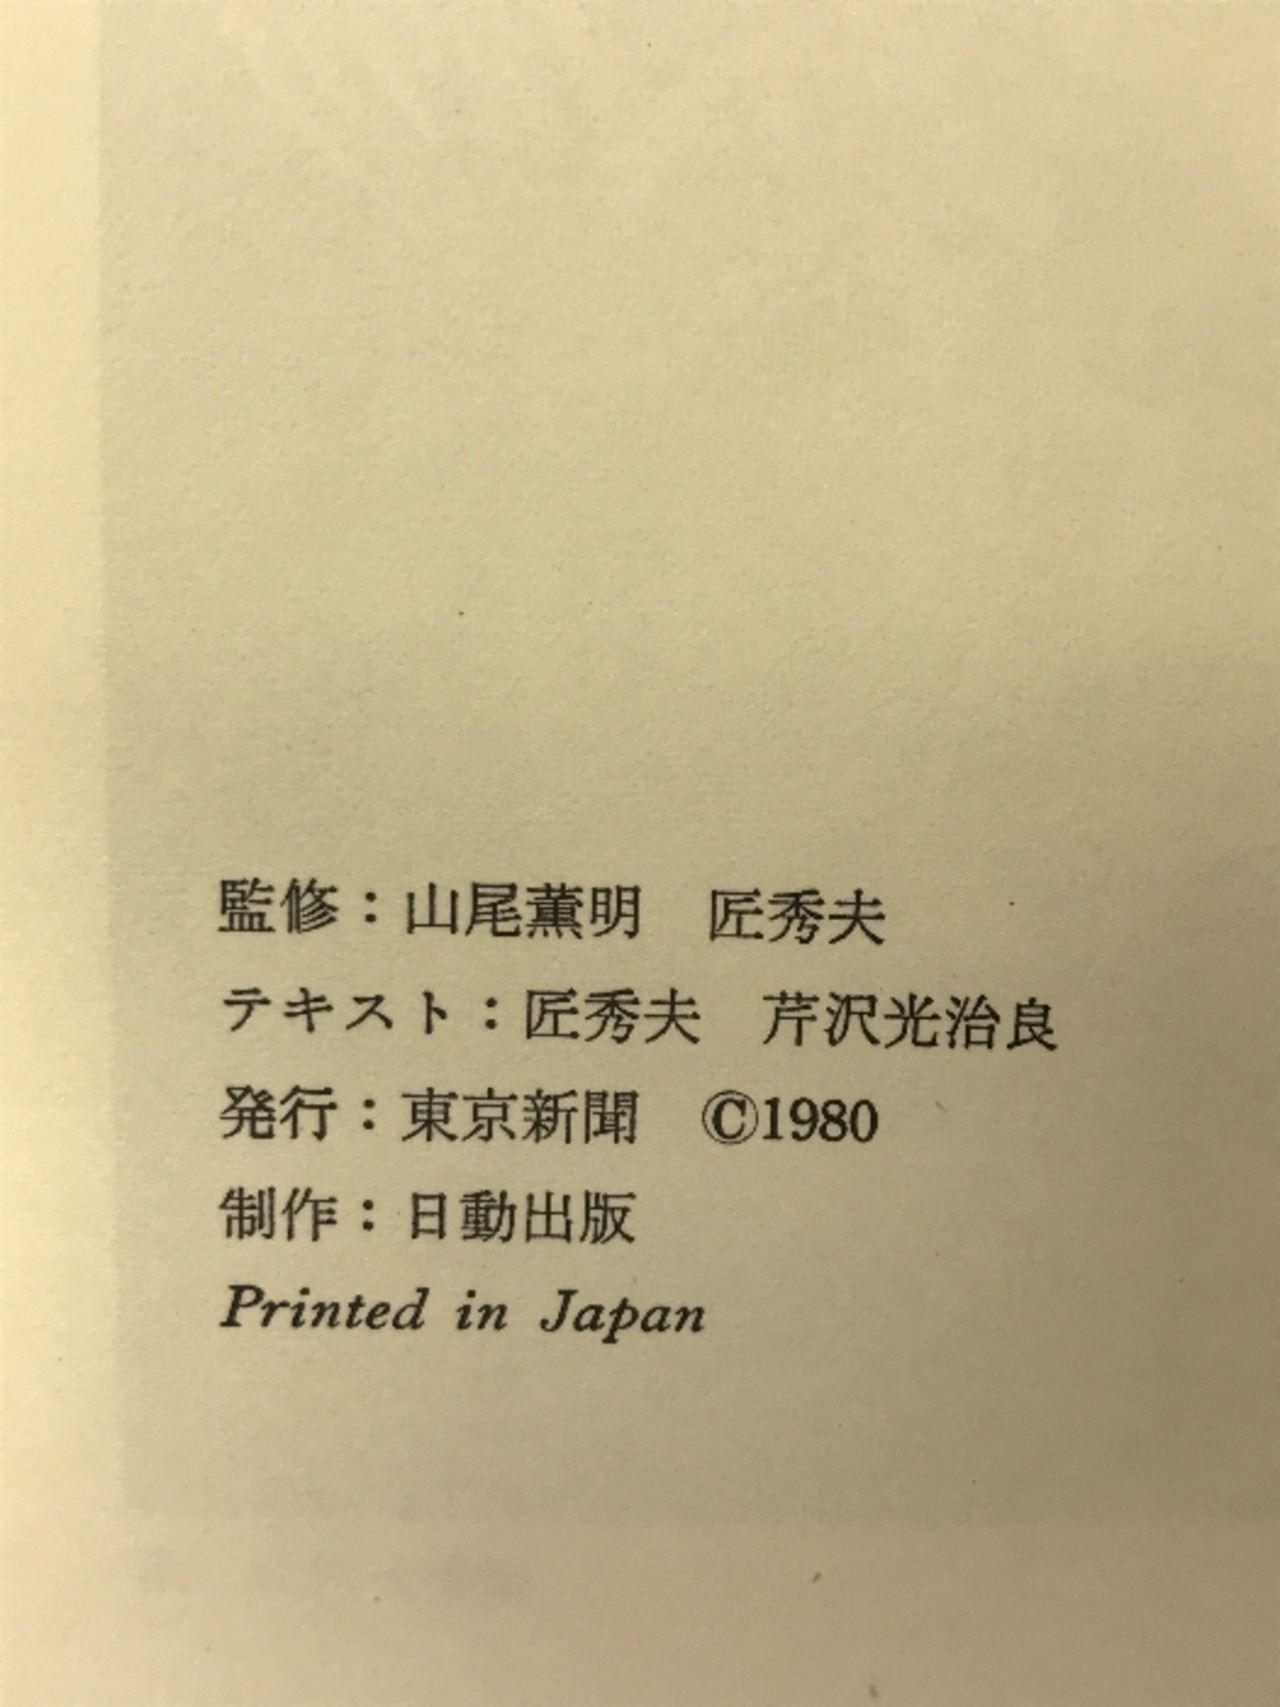 監修：山尾薫明　匠秀夫
テキスト：匠秀夫　芹沢光治良
発行：東京新聞　©1980
制作：日動出版
Printed in Japan